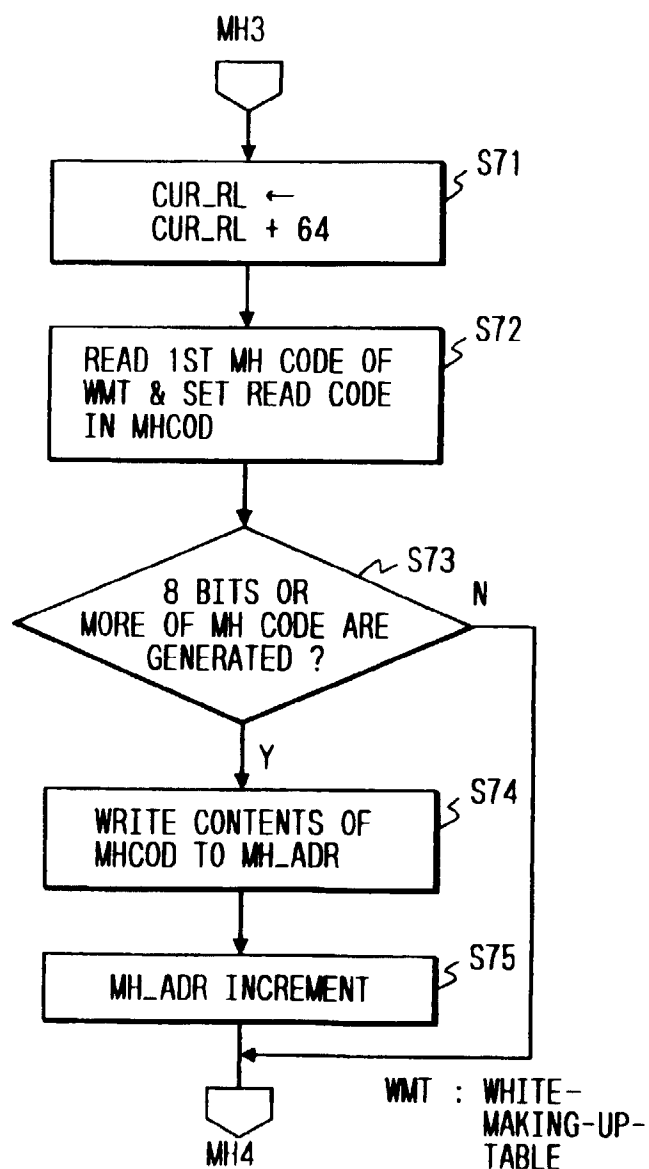 MH3
S71
CUR_RL ←
CUR_RL + 64
S72
READ 1ST MH CODE OF
WMT & SET READ CODE
IN MHCOD
S73
8 BITS OR
MORE OF MH CODE ARE
GENERATED ?
N
Y
S74
WRITE CONTENTS OF
MHCOD TO MH_ADR
S75
MH_ADR INCREMENT
MH4
WMT : WHITE-
MAKING-UP-
TABLE